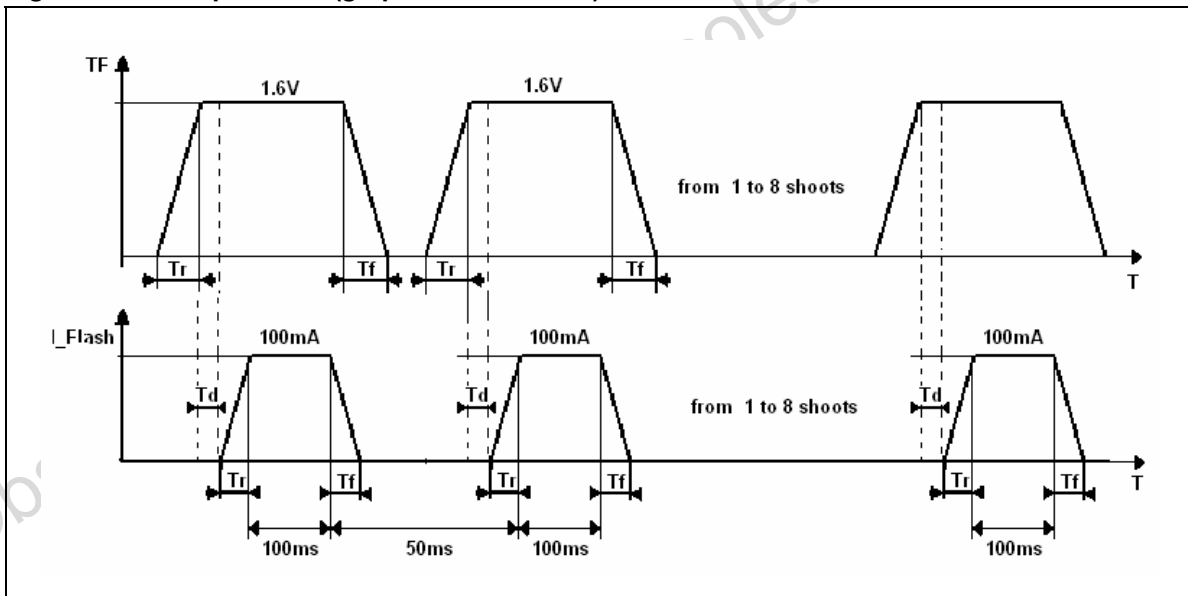 TF
1.6V
1.6V
from 1 to 8 shoots
Tr
Tf
Tr
Tf
T
I_Flash
100mA
100mA
100mA
Td
Td
Td
from 1 to 8 shoots
Tr
Tf
Tr
Tf
Tr
Tf
T
100ms
50ms
100ms
100ms